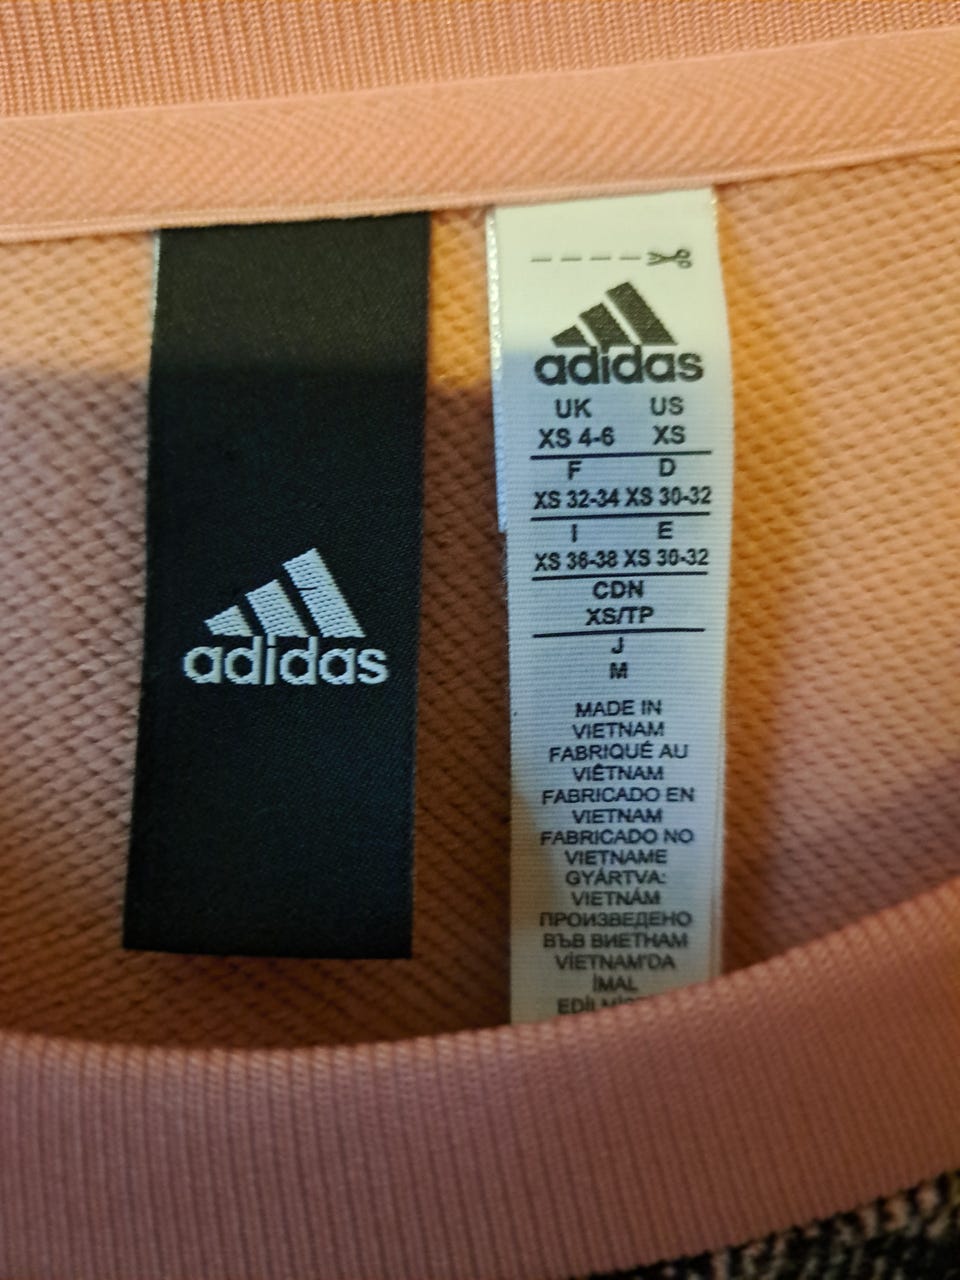 adidas
adidas
UK US
XS 4-6 XS
F D
XS 32-34 XS 30-32
I E
XS 36-38 XS 30-32
CDN
XS/TP
J
M
MADE IN
VIETNAM
FABRIQUÉ AU
VIÊTNAM
FABRICADO EN
VIETNAM
FABRICADO NO
VIETNAME
GYÁRTVA:
VIETNÁM
ПРОИЗВЕДЕНО
ВЪВ ВИЕТНАМ
VİETNAM'DA
İMAL